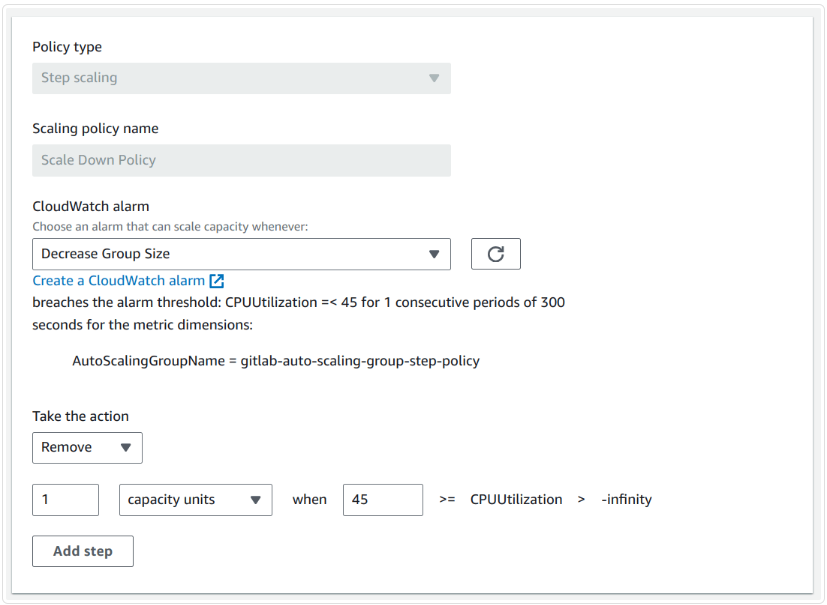 Policy type
Step scaling
Scaling policy name
Scale Down Policy
CloudWatch alarm
Choose an alarm that can scale capacity whenever:
Decrease Group Size
Create a CloudWatch alarm
breaches the alarm threshold: CPUUtilization =< 45 for 1 consecutive periods of 300
seconds for the metric dimensions:
AutoScalingGroupName = gitlab-auto-scaling-group-step-policy
Take the action
Remove
1 capacity units when 45 >= CPUUtilization > -infinity
Add step